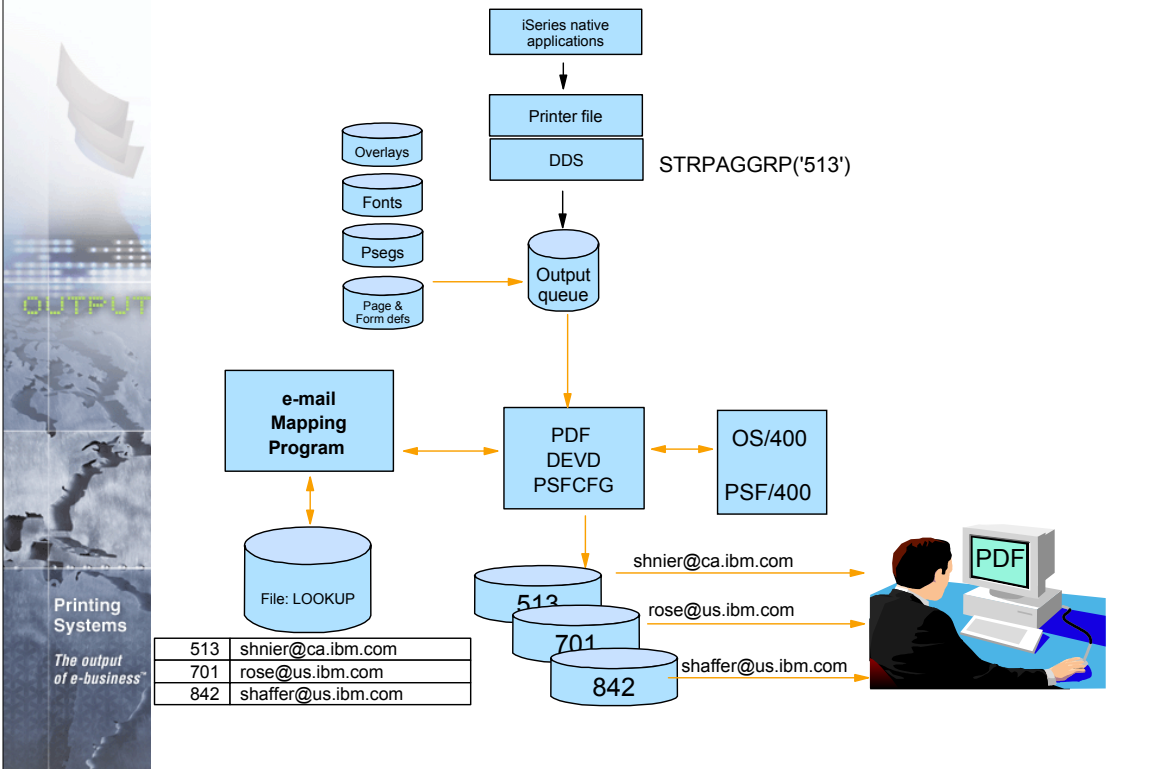 iSeries native
applications
Printer file
DDS
STRPAGGRP('513')
Overlays
Fonts
Psegs
Page &
Form defs
Output
queue
OUTPUT
e-mail
Mapping
Program
PDF
DEVD
PSFCFG
OS/400
PSF/400
File: LOOKUP
513 shnier@ca.ibm.com
701 rose@us.ibm.com
842 shaffer@us.ibm.com
513
701
842
shnier@ca.ibm.com
rose@us.ibm.com
shaffer@us.ibm.com
PDF
Printing
Systems
The output
of e-business™